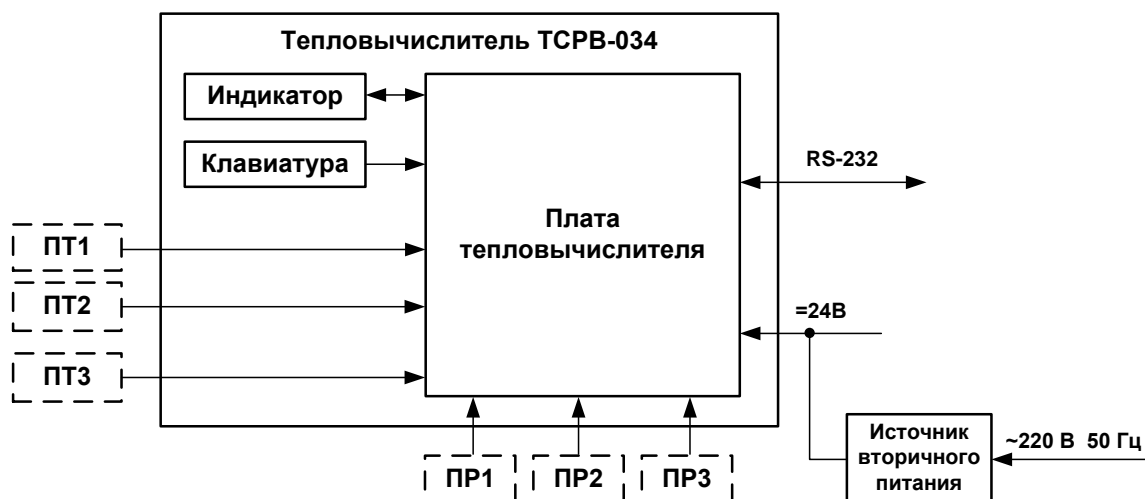 Тепловычислитель ТСРВ-034
Индикатор
Клавиатура
RS-232
Плата
тепловычислителя
ПТ1
ПТ2
ПТ3
=24В
ПР1
ПР2
ПР3
Источник
вторичного
питания
~220 В 50 Гц